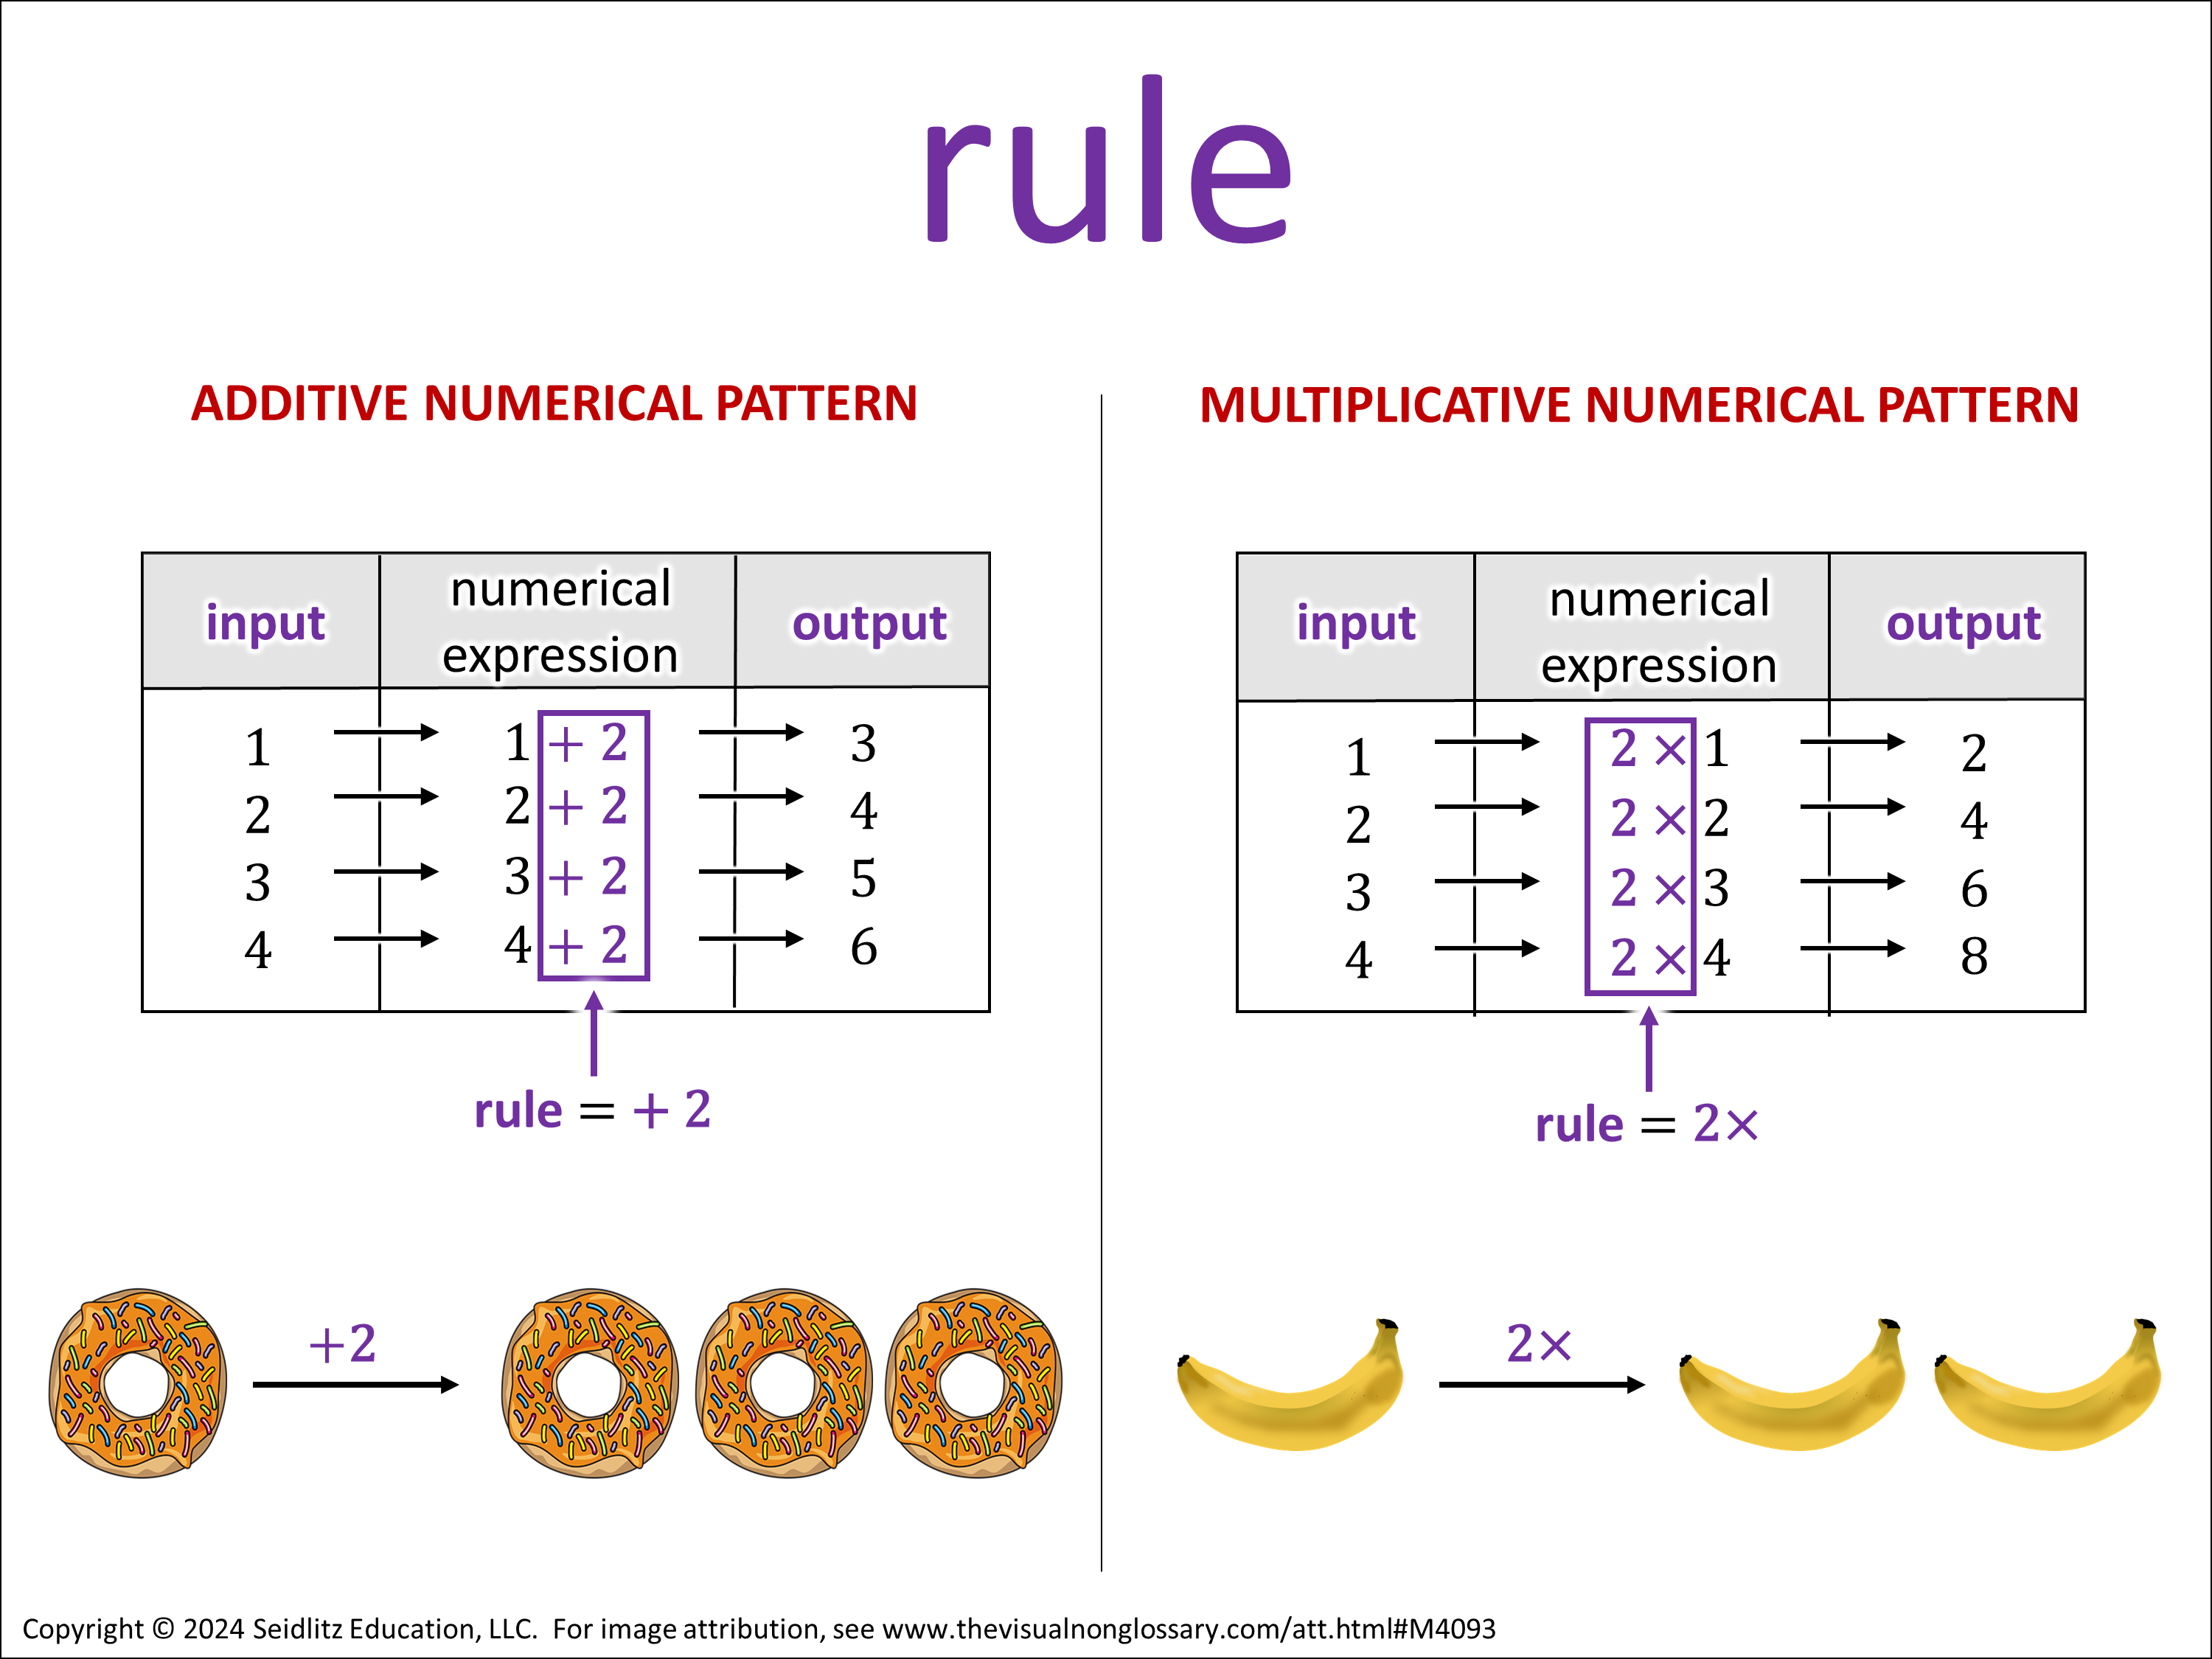 rule
ADDITIVE NUMERICAL PATTERN
input
numerical
expression
output
1 1 + 2 3
2 2 + 2 4
3 3 + 2 5
4 4 + 2 6
rule = + 2
+2
MULTIPLICATIVE NUMERICAL PATTERN
input
numerical
expression
output
1 2 × 1 2
2 2 × 2 4
3 2 × 3 6
4 2 × 4 8
rule = 2×
2×
Copyright © 2024 Seidlitz Education, LLC.  For image attribution, see www.thevisualnonglossary.com/att.html#M4093